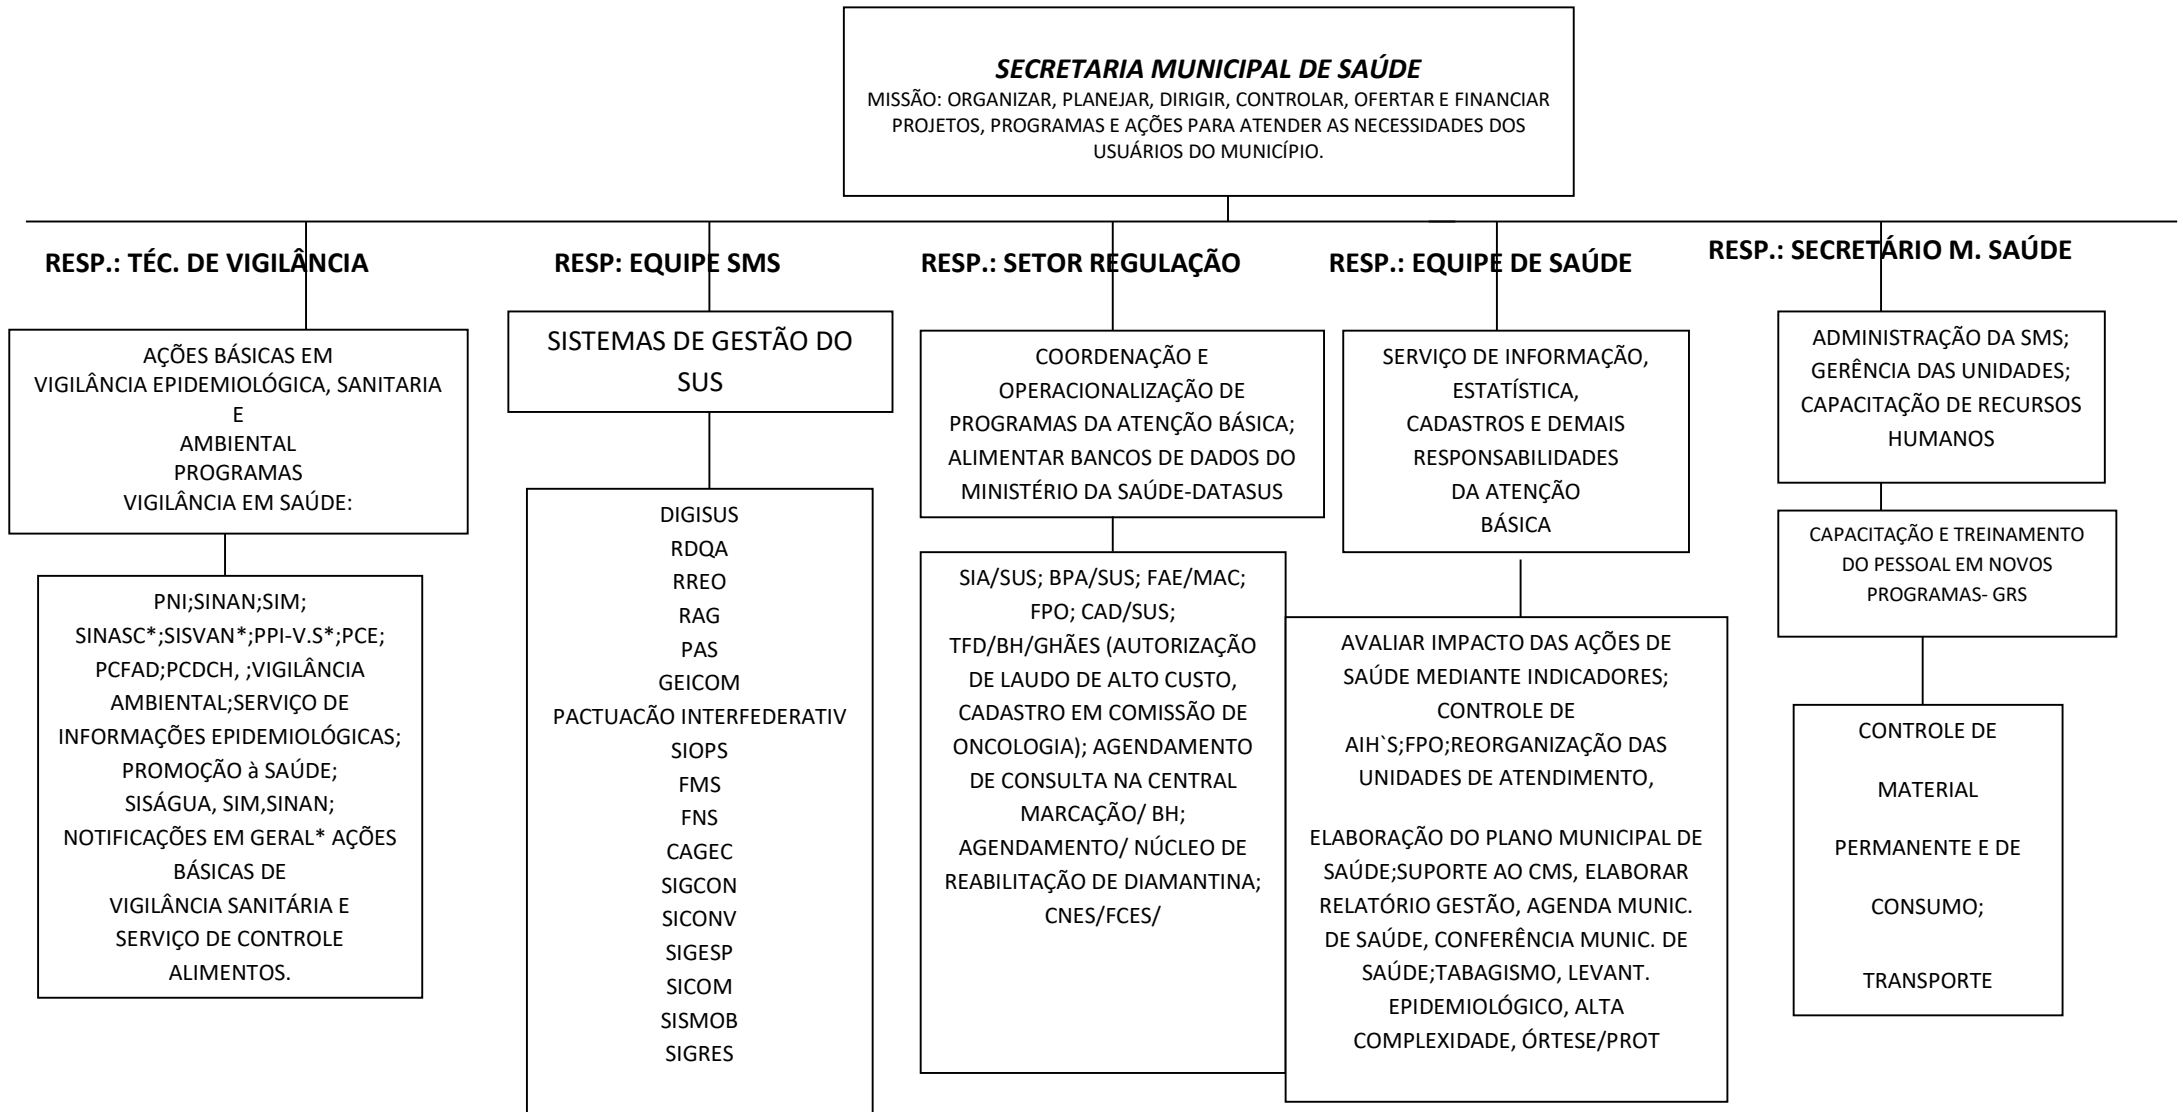 SECRETARIA MUNICIPAL DE SAÚDE
MISSÃO: ORGANIZAR, PLANEJAR, DIRIGIR, CONTROLAR, OFERTAR E FINANCIAR
PROJETOS, PROGRAMAS E AÇÕES PARA ATENDER AS NECESSIDADES DOS
USUÁRIOS DO MUNICÍPIO.
RESP.: TÉC. DE VIGILÂNCIA
AÇÕES BÁSICAS EM
VIGILÂNCIA EPIDEMIOLÓGICA, SANITARIA
E
AMBIENTAL
PROGRAMAS
VIGILÂNCIA EM SAÚDE:
PNI;SINAN;SIM;
SINASC*;SISVAN*;PPI-V.S*;PCE;
PCFAD;PCDCH, ;VIGILÂNCIA
AMBIENTAL;SERVIÇO DE
INFORMAÇÕES EPIDEMIOLÓGICAS;
PROMOÇÃO à SAÚDE;
SISÁGUA, SIM,SINAN;
NOTIFICAÇÕES EM GERAL* AÇÕES
BÁSICAS DE
VIGILÂNCIA SANITÁRIA E
SERVIÇO DE CONTROLE
ALIMENTOS.
RESP: EQUIPE SMS
SISTEMAS DE GESTÃO DO
SUS
DIGISUS
RDQA
RREO
RAG
PAS
GEICOM
PACTUACÃO INTERFEDERATIV
SIOPS
FMS
FNS
CAGEC
SIGCON
SICONV
SIGESP
SICOM
SISMOB
SIGRES
RESP.: SETOR REGULAÇÃO
COORDENAÇÃO E
OPERACIONALIZAÇÃO DE
PROGRAMAS DA ATENÇÃO BÁSICA;
ALIMENTAR BANCOS DE DADOS DO
MINISTÉRIO DA SAÚDE-DATASUS
SIA/SUS; BPA/SUS; FAE/MAC;
FPO; CAD/SUS;
TFD/BH/GHÃES (AUTORIZAÇÃO
DE LAUDO DE ALTO CUSTO,
CADASTRO EM COMISSÃO DE
ONCOLOGIA); AGENDAMENTO
DE CONSULTA NA CENTRAL
MARCAÇÃO/ BH;
AGENDAMENTO/ NÚCLEO DE
REABILITAÇÃO DE DIAMANTINA;
CNES/FCES/
RESP.: EQUIPE DE SAÚDE
SERVIÇO DE INFORMAÇÃO,
ESTATÍSTICA,
CADASTROS E DEMAIS
RESPONSABILIDADES
DA ATENÇÃO
BÁSICA
AVALIAR IMPACTO DAS AÇÕES DE
SAÚDE MEDIANTE INDICADORES;
CONTROLE DE
AIH`S;FPO;REORGANIZAÇÃO DAS
UNIDADES DE ATENDIMENTO,
ELABORAÇÃO DO PLANO MUNICIPAL DE
SAÚDE;SUPORTE AO CMS, ELABORAR
RELATÓRIO GESTÃO, AGENDA MUNIC.
DE SAÚDE, CONFERÊNCIA MUNIC. DE
SAÚDE;TABAGISMO, LEVANT.
EPIDEMIOLÓGICO, ALTA
COMPLEXIDADE, ÓRTESE/PROT
RESP.: SECRETÁRIO M. SAÚDE
ADMINISTRAÇÃO DA SMS;
GERÊNCIA DAS UNIDADES;
CAPACITAÇÃO DE RECURSOS
HUMANOS
CAPACITAÇÃO E TREINAMENTO
DO PESSOAL EM NOVOS
PROGRAMAS- GRS
CONTROLE DE
MATERIAL
PERMANENTE E DE
CONSUMO;
TRANSPORTE